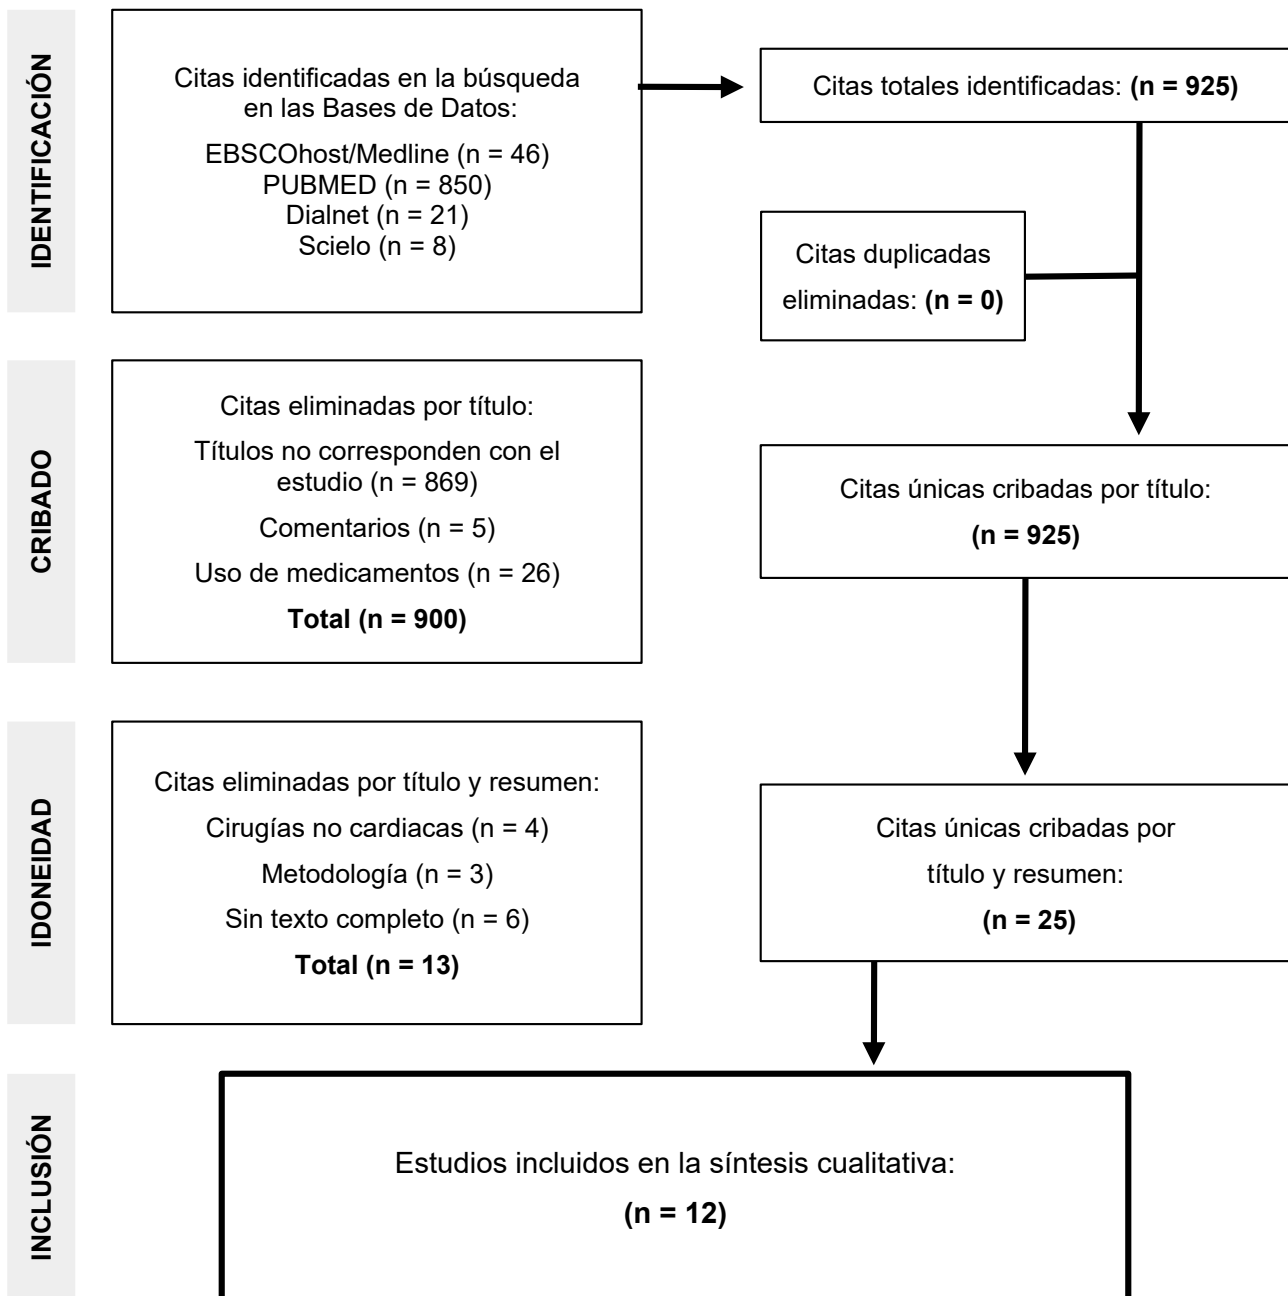 IDENTIFICACIÓN
Citas identificadas en la búsqueda
en las Bases de Datos:
EBSCOhost/Medline (n = 46)
PUBMED (n = 850)
Dialnet (n = 21)
Scielo (n = 8)
Citas totales identificadas: (n = 925)
Citas duplicadas
eliminadas: (n = 0)
CRIBADO
Citas eliminadas por título:
Títulos no corresponden con el
estudio (n = 869)
Comentarios (n = 5)
Uso de medicamentos (n = 26)
Total (n = 900)
Citas únicas cribadas por título:
(n = 925)
IDONEIDAD
Citas eliminadas por título y resumen:
Cirugías no cardiacas (n = 4)
Metodología (n = 3)
Sin texto completo (n = 6)
Total (n = 13)
Citas únicas cribadas por
título y resumen:
(n = 25)
INCLUSIÓN
Estudios incluidos en la síntesis cualitativa:
(n = 12)